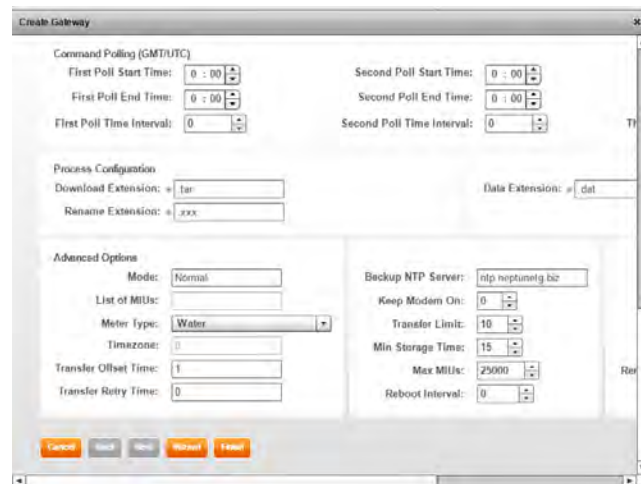 Create Gateway
Command Polling (GMT/UTC)
First Poll Start Time: 0 : 00
Second Poll Start Time: 0 : 00
First Poll End Time: 0 : 00
Second Poll End Time: 0 : 00
First Poll Time Interval: 0
Second Poll Time Interval: 0
Th
Process Configuration
Download Extension: * .tar
Data Extension: * .dat
Rename Extension: * .xxx
Advanced Options
Mode: Normal
Backup NTP Server: ntp.neptunetg.biz
List of MIUs:
Keep Modem On: 0
Meter Type: Water
Transfer Limit: 10
Timezone: 0
Min Storage Time: 15
Transfer Offset Time: 1
Max MIUs: 25000
Rer
Transfer Retry Time: 0
Reboot Interval: 0
Cancel Back Next Finish